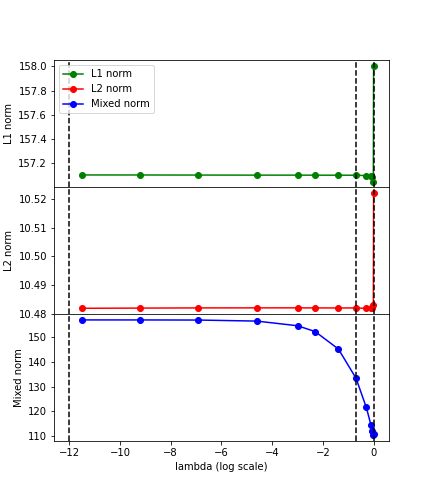 158.0
157.8
157.6
157.4
157.2
L1 norm
L1 norm
L2 norm
Mixed norm
10.52
10.51
10.50
10.49
10.48
L2 norm
150
140
130
120
110
Mixed norm
−12 −10 −8 −6 −4 −2 0
lambda (log scale)